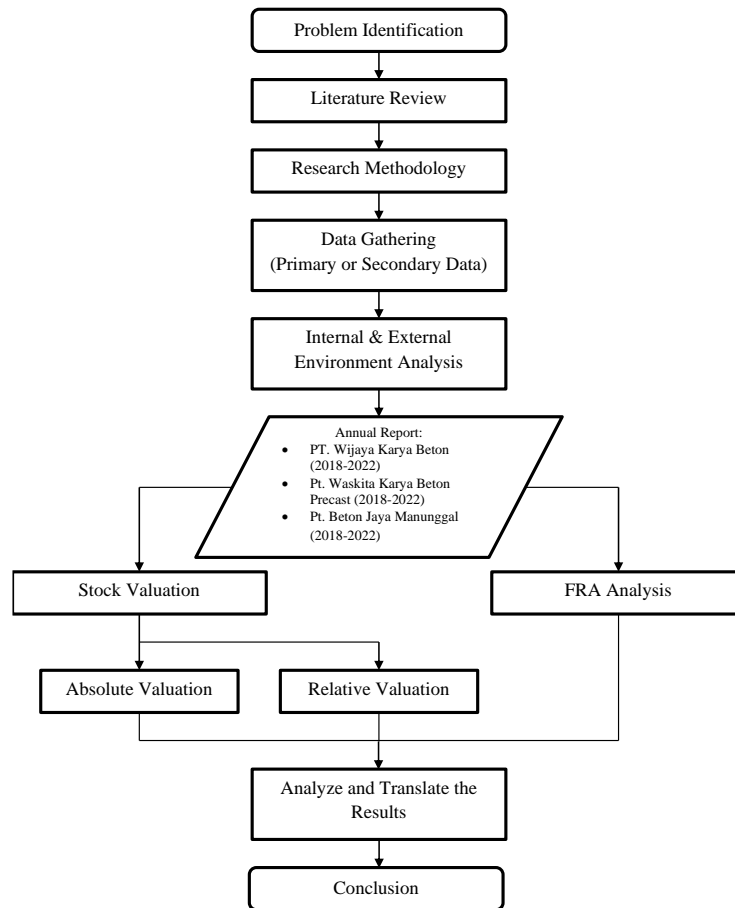 Problem Identification
Literature Review
Research Methodology
Data Gathering
(Primary or Secondary Data)
Internal & External
Environment Analysis
Annual Report:
• PT. Wijaya Karya Beton
(2018-2022)
• Pt. Waskita Karya Beton
Precast (2018-2022)
• Pt. Beton Jaya Manunggal
(2018-2022)
Stock Valuation
FRA Analysis
Absolute Valuation
Relative Valuation
Analyze and Translate the
Results
Conclusion